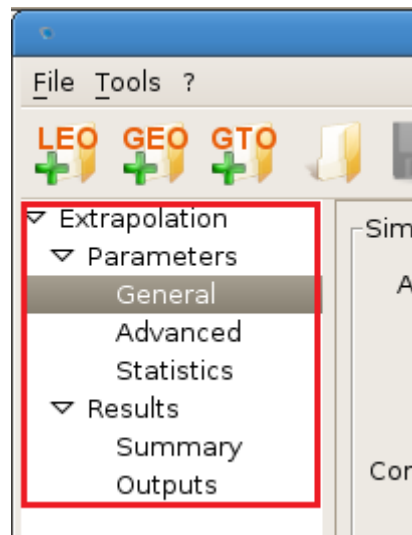 File Tools ?
LEO GEO GTO
Extrapolation
Parameters
General
Advanced
Statistics
Results
Summary
Outputs